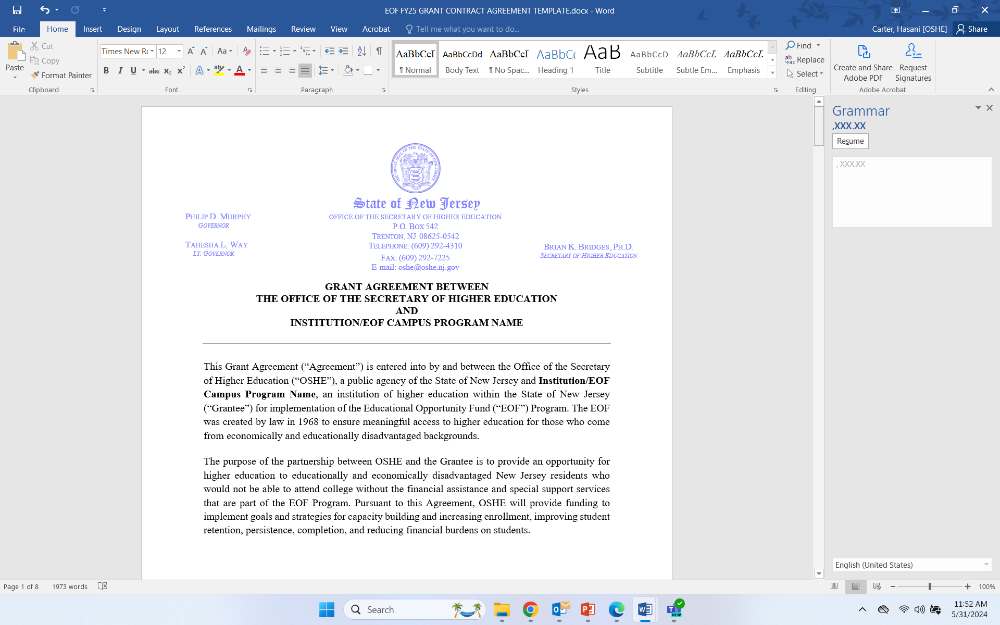 EOF FY25 GRANT CONTRACT AGREEMENT TEMPLATE.docx - Word
File Home Insert Design Layout References Mailings Review View Acrobat Tell me what you want to do... Carter, Hasani [OSHE] Share
Paste
Cut
Copy
Format Painter
Clipboard
Times New Ro 12
Aa
B I U abc x₂ x² A ab A
Font
Paragraph
AaBbCcI AaBbCcDd AaBbCcI AaBbCc AaB AaBbCcD AaBbCcL AaBbCcL
¶ Normal Body Text ¶ No Spac... Heading 1 Title Subtitle Subtle Em... Emphasis
Styles
Find
Replace
Select
Editing
Create and Share
Adobe PDF
Request
Signatures
Adobe Acrobat
Grammar
,XXX.XX
Resume
, XXX.XX
English (United States)
THE GREAT SEAL OF THE STATE OF NEW JERSEY
State of New Jersey
OFFICE OF THE SECRETARY OF HIGHER EDUCATION
P.O. BOX 542
TRENTON, NJ 08625-0542
TELEPHONE: (609) 292-4310
FAX: (609) 292-7225
E-mail: oshe@oshe.nj.gov
PHILIP D. MURPHY
GOVERNOR
TAHESHA L. WAY
LT. GOVERNOR
BRIAN K. BRIDGES, PH.D.
SECRETARY OF HIGHER EDUCATION
GRANT AGREEMENT BETWEEN
THE OFFICE OF THE SECRETARY OF HIGHER EDUCATION
AND
INSTITUTION/EOF CAMPUS PROGRAM NAME
This Grant Agreement (“Agreement”) is entered into by and between the Office of the Secretary
of Higher Education (“OSHE”), a public agency of the State of New Jersey and Institution/EOF
Campus Program Name, an institution of higher education within the State of New Jersey
(“Grantee”) for implementation of the Educational Opportunity Fund (“EOF”) Program. The EOF
was created by law in 1968 to ensure meaningful access to higher education for those who come
from economically and educationally disadvantaged backgrounds.
The purpose of the partnership between OSHE and the Grantee is to provide an opportunity for
higher education to educationally and economically disadvantaged New Jersey residents who
would not be able to attend college without the financial assistance and special support services
that are part of the EOF Program. Pursuant to this Agreement, OSHE will provide funding to
implement goals and strategies for capacity building and increasing enrollment, improving student
retention, persistence, completion, and reducing financial burdens on students.
Page 1 of 8 1973 words 100%
Search
NEW
11:52 AM
5/31/2024